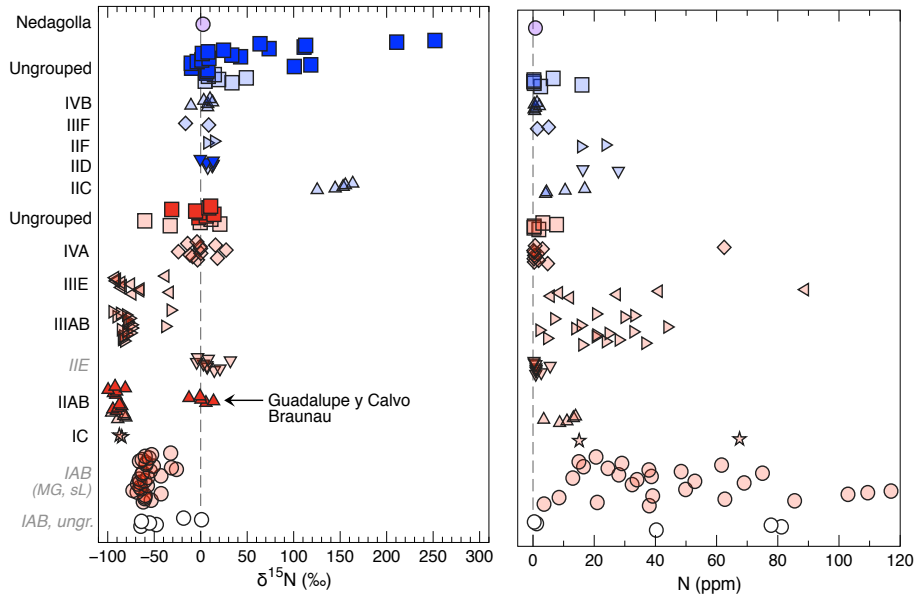 Nedagolla
Ungrouped
IVB
IIIF
IIF
IID
IIC
Ungrouped
IVA
IIIE
IIIAB
IIE
IIAB
IC
IAB
(MG, sL)
IAB, ungr.
Guadalupe y Calvo
Braunau
−100 −50 0 50 100 150 200 250 300
δ15N (‰)
0 20 40 60 80 100 120
N (ppm)